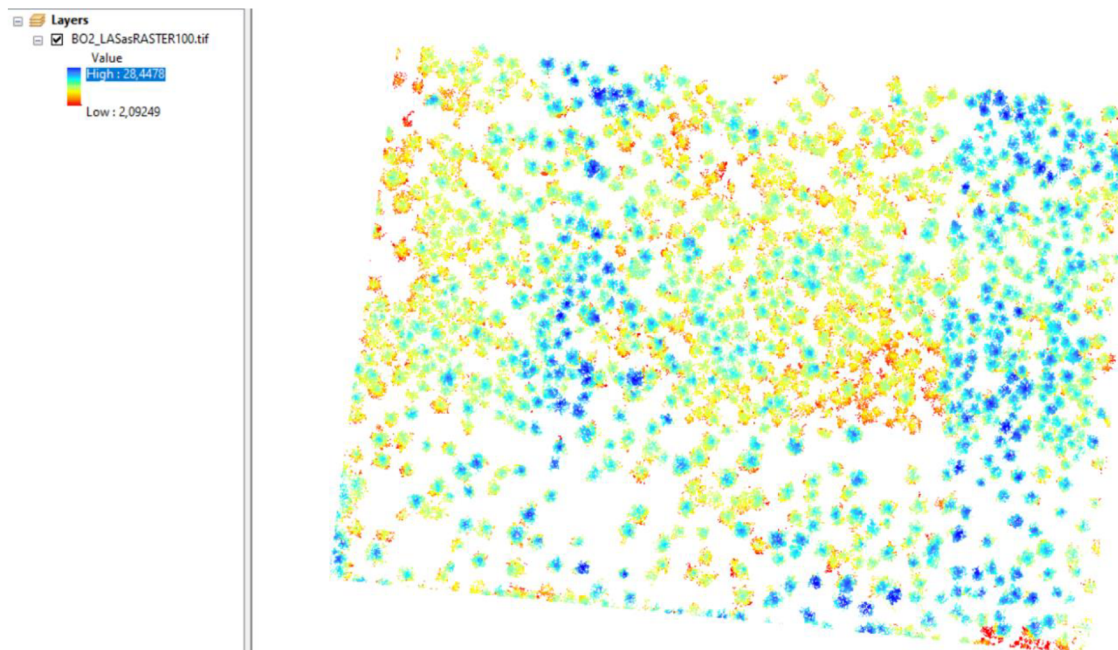 Layers
BO2_LASasRASTER100.tif
Value
High : 28,4478
Low : 2,09249